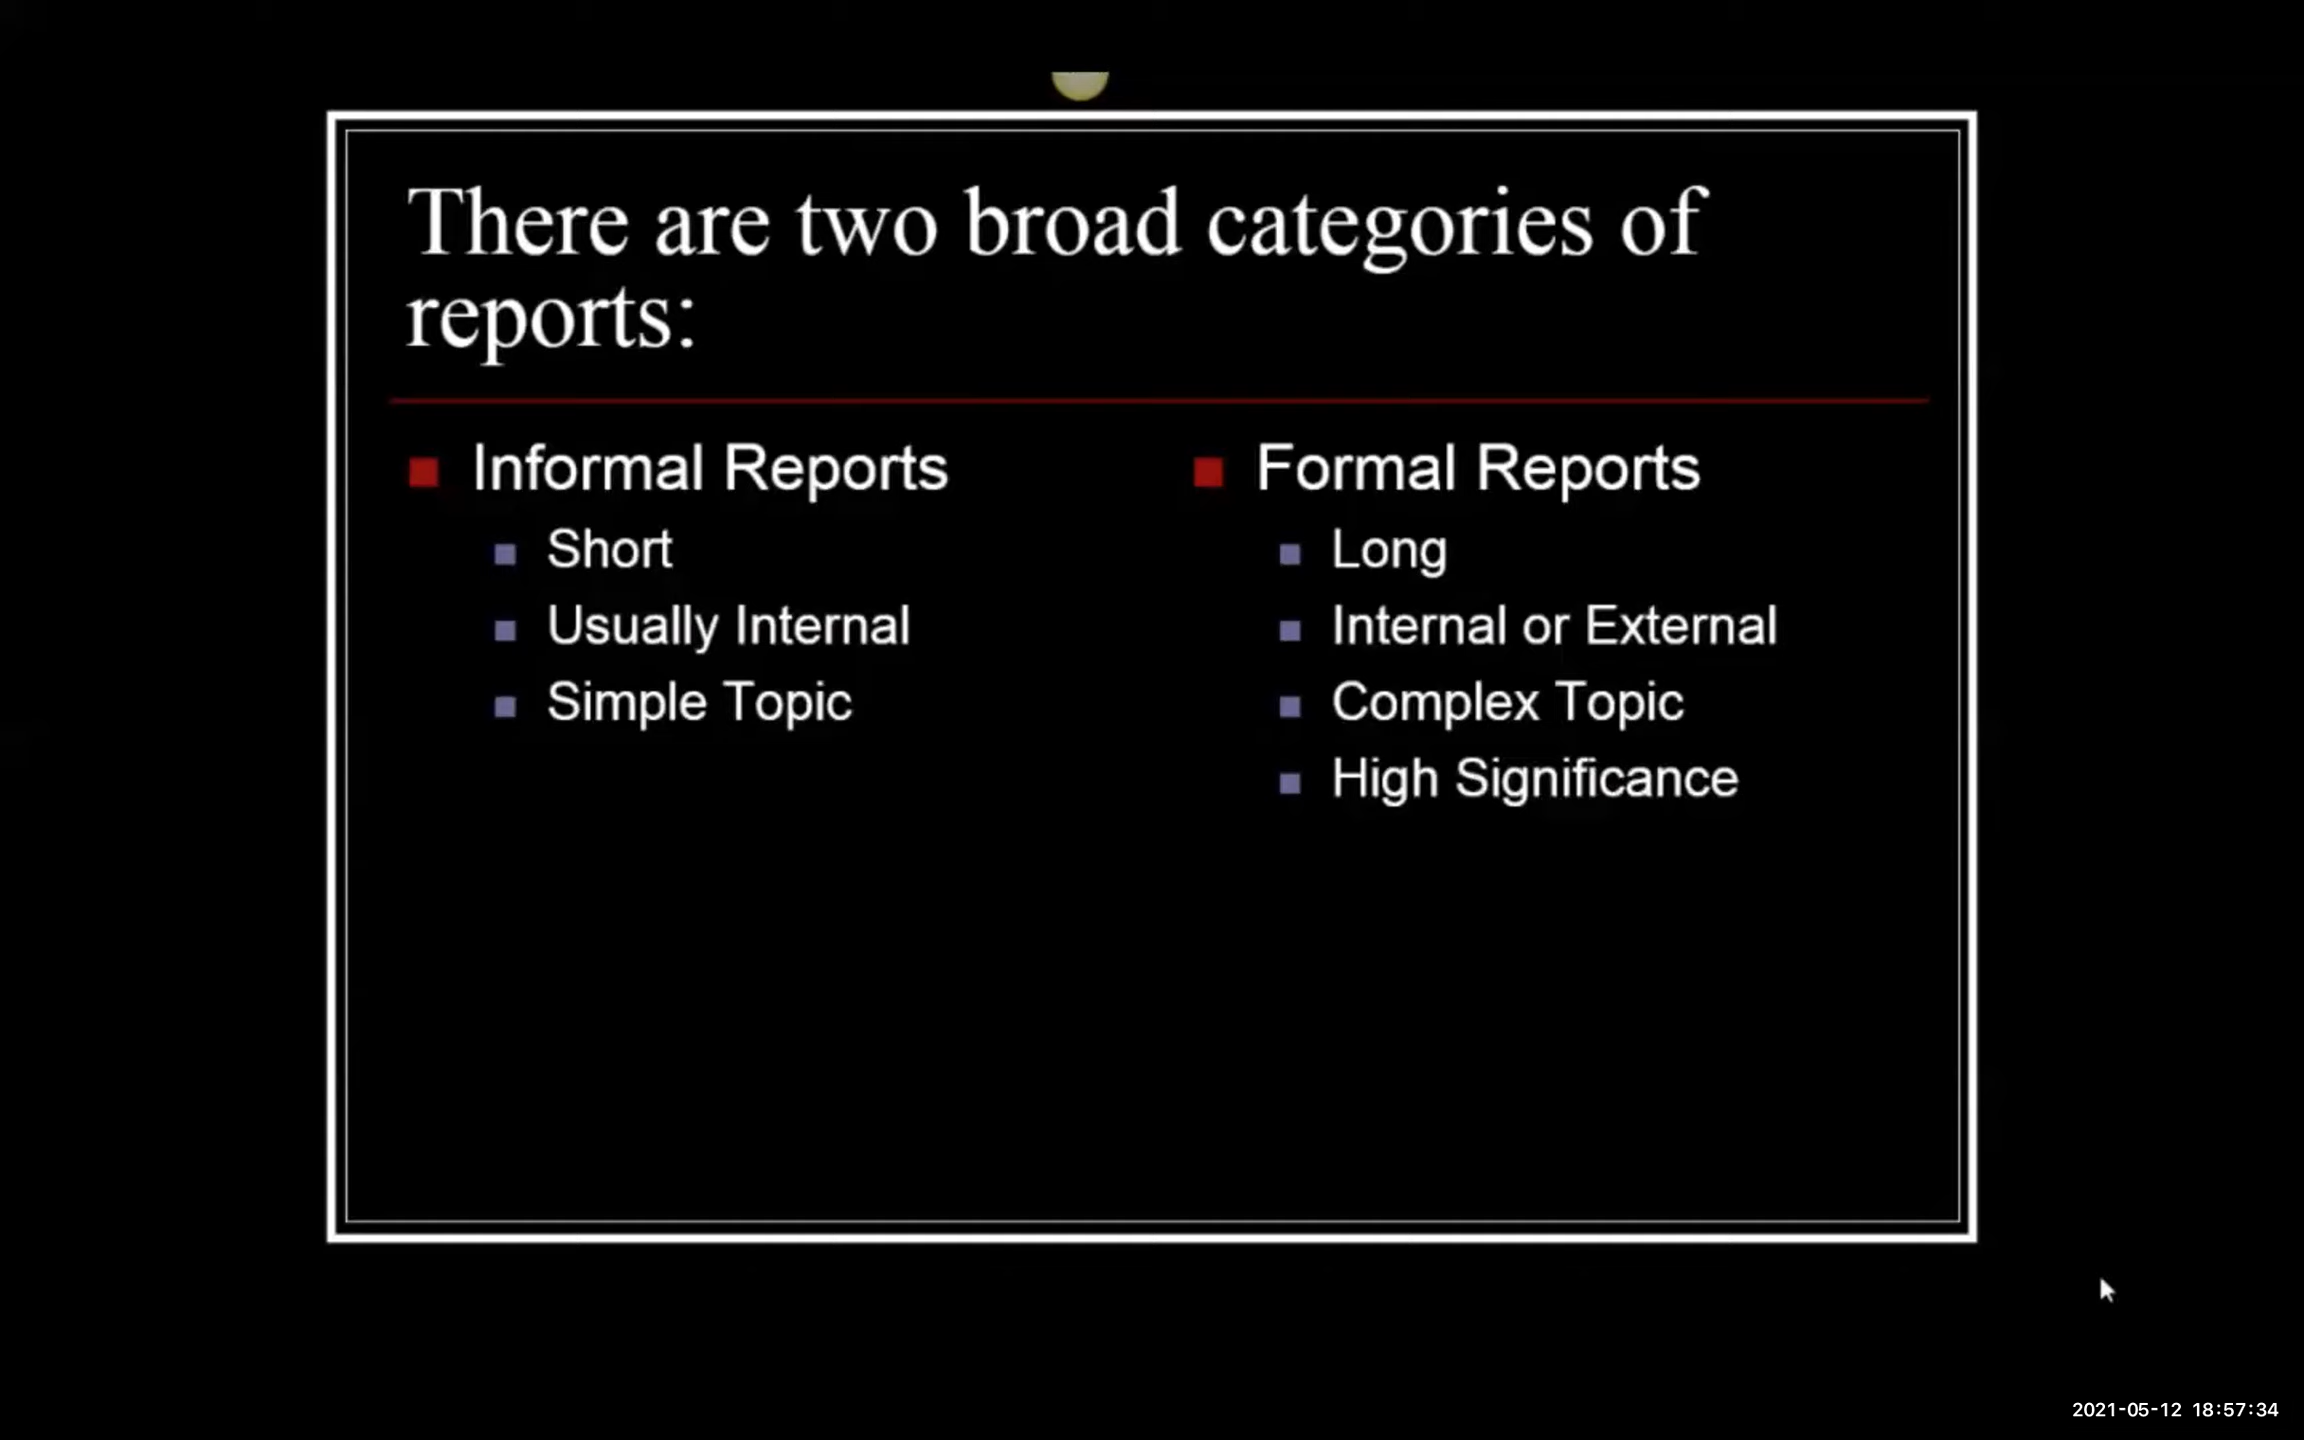 There are two broad categories of
reports:
Informal Reports
Short
Usually Internal
Simple Topic
Formal Reports
Long
Internal or External
Complex Topic
High Significance
2021-05-12 18:57:34